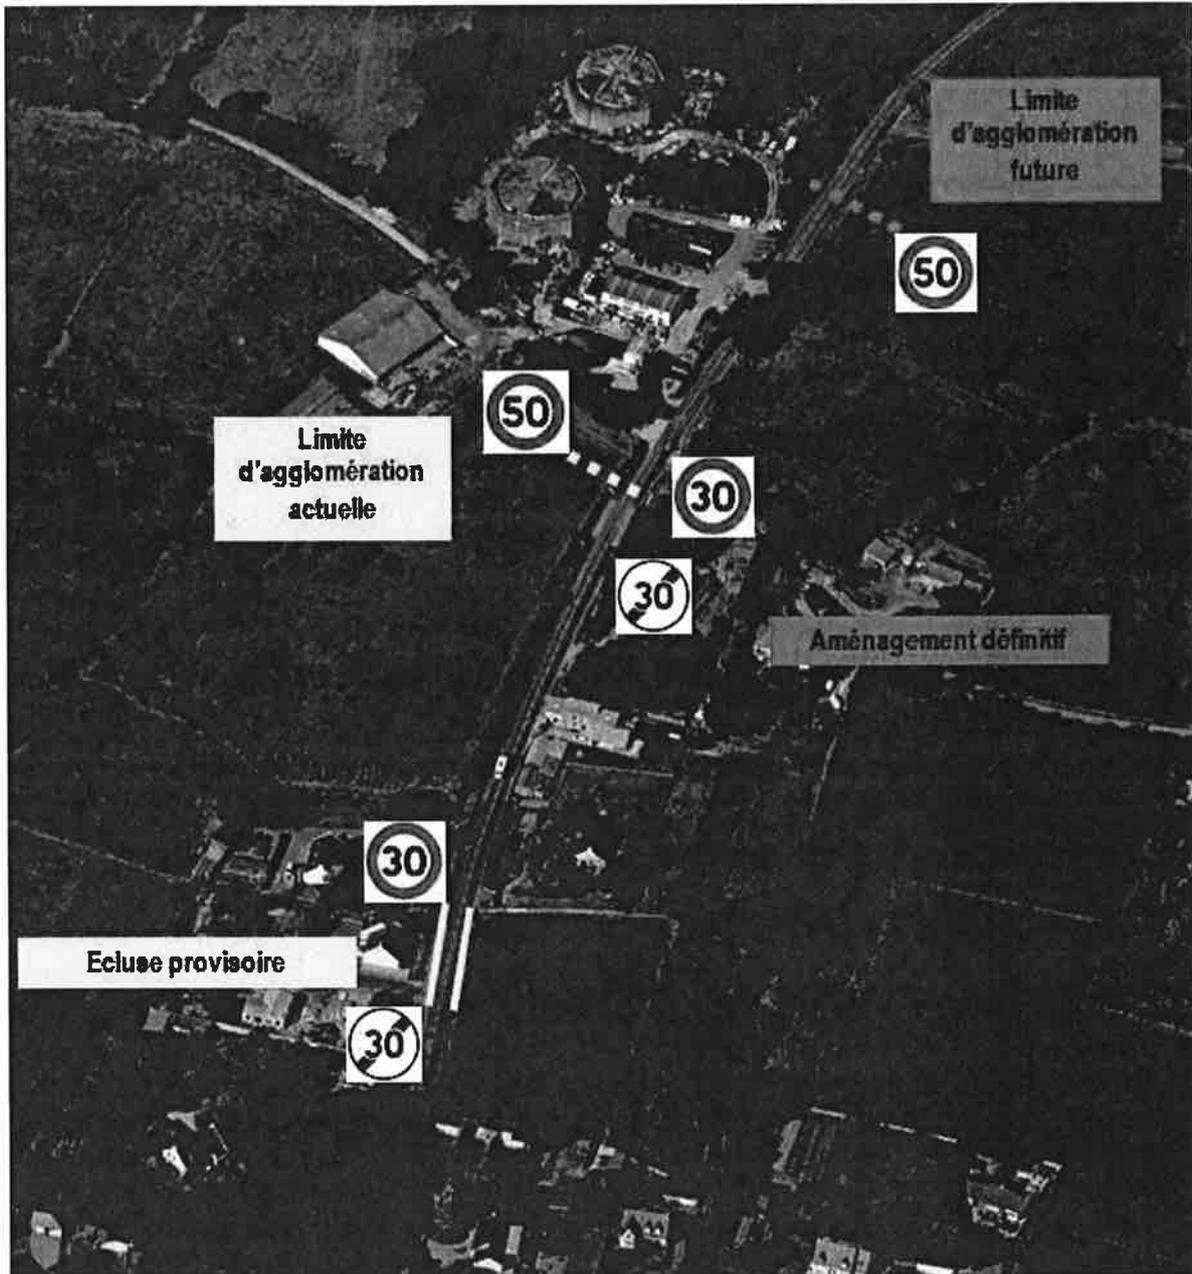 Limite
d'agglomération
future
50
50
Limite
d'agglomération
actuelle
30
30
Aménagement définitif
30
Ecluse provisoire
30